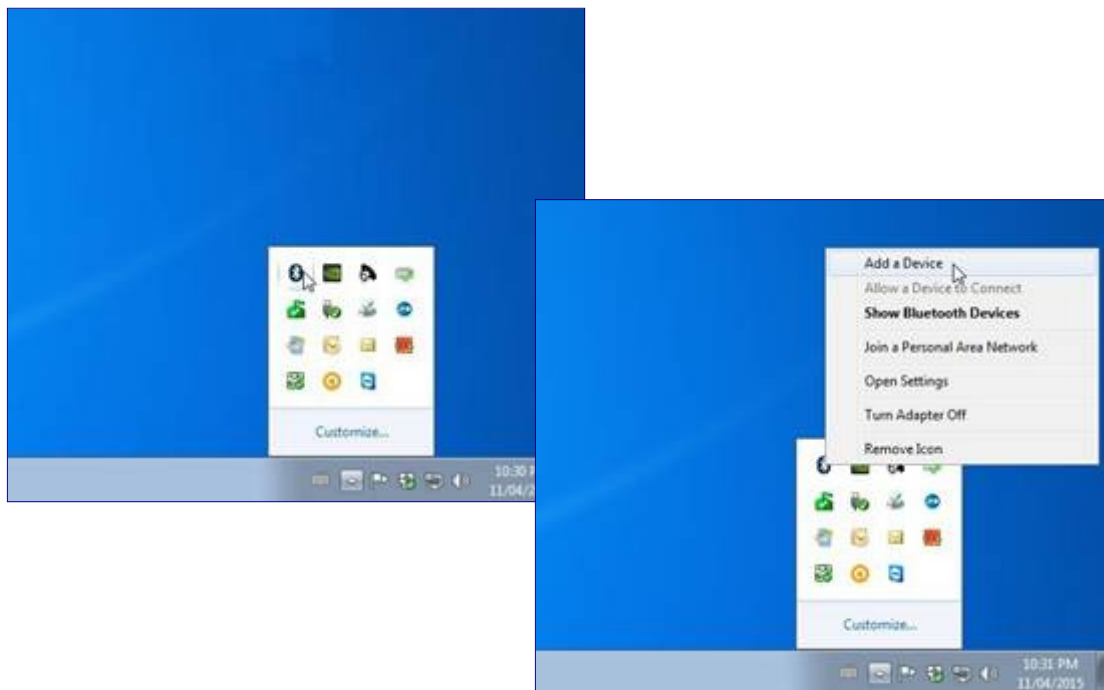 Customize...
10:30 P
11/04/2
Add a Device
Allow a Device to Connect
Show Bluetooth Devices
Join a Personal Area Network
Open Settings
Turn Adapter Off
Remove Icon
Customize...
10:31 PM
11/04/2015